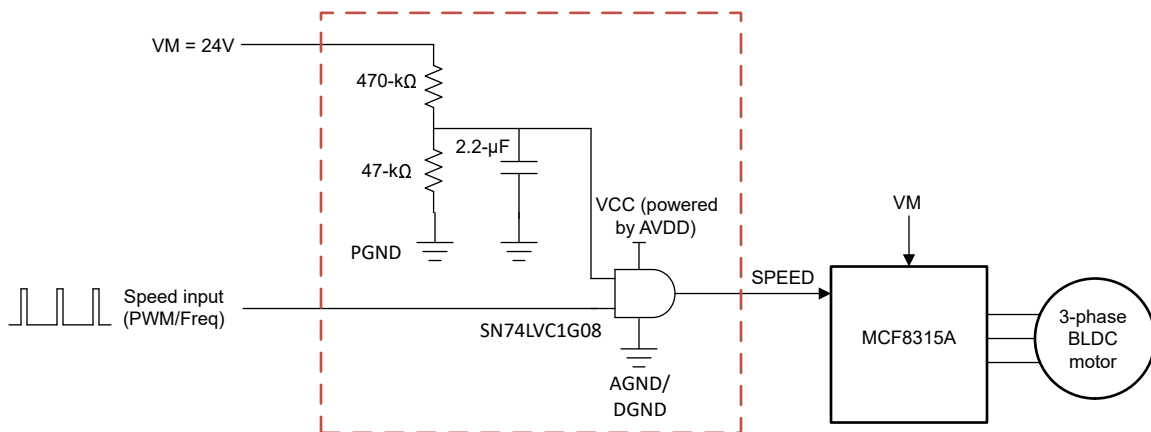 VM = 24V
470-kΩ
47-kΩ
2.2-µF
PGND
VCC (powered
by AVDD)
Speed input
(PWM/Freq)
SN74LVC1G08
AGND/
DGND
SPEED
VM
MCF8315A
3-phase
BLDC
motor